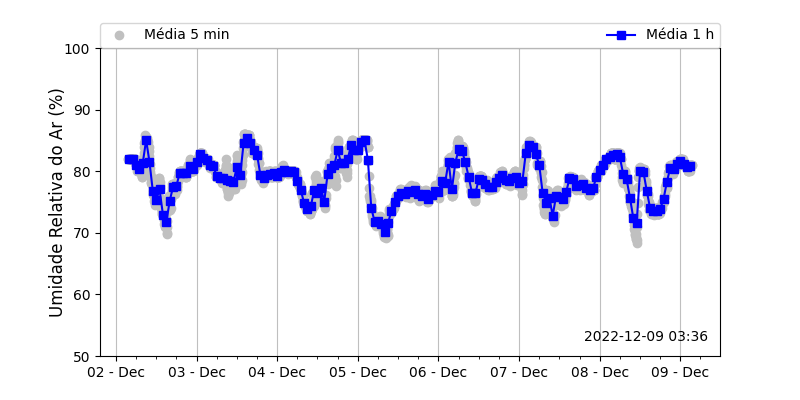 Média 5 min
Média 1 h
Umidade Relativa do Ar (%)
100
90
80
70
60
50
2022-12-09 03:36
02 - Dec
03 - Dec
04 - Dec
05 - Dec
06 - Dec
07 - Dec
08 - Dec
09 - Dec